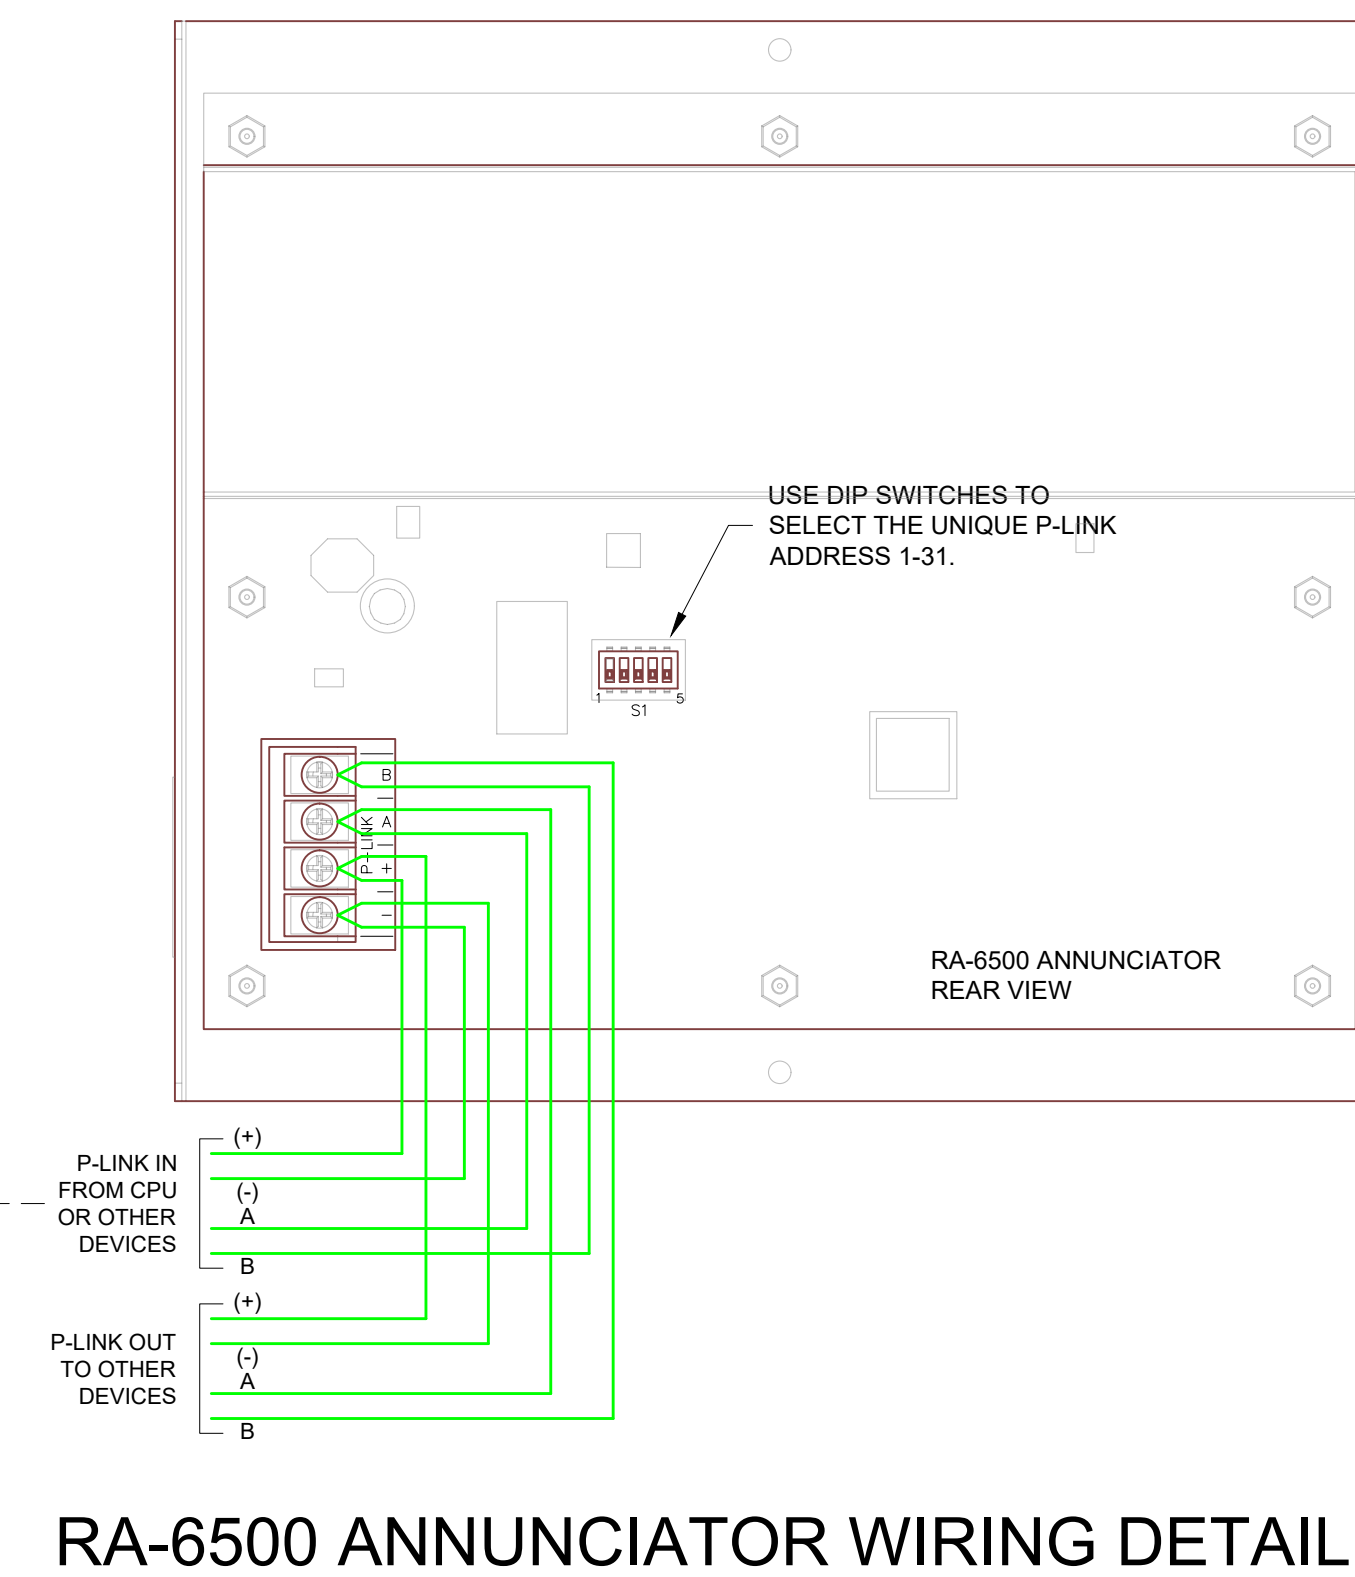 USE DIP SWITCHES TO
SELECT THE UNIQUE P-LINK
ADDRESS 1-31.
1 5
S1
B
A
+
-
P-LINK
RA-6500 ANNUNCIATOR
REAR VIEW
P-LINK IN
FROM CPU
OR OTHER
DEVICES
(+)
(-)
A
B
P-LINK OUT
TO OTHER
DEVICES
(+)
(-)
A
B
RA-6500 ANNUNCIATOR WIRING DETAIL